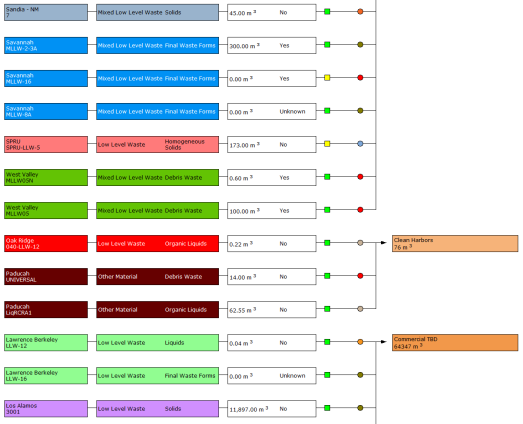 Sandia - NM
7
Mixed Low Level Waste Solids
45.00 m 3 No
Savannah
MLLW-2-3A
Mixed Low Level Waste Final Waste Forms
300.00 m 3 Yes
Savannah
MLLW-16
Mixed Low Level Waste Final Waste Forms
0.00 m 3 Yes
Savannah
MLLW-8A
Mixed Low Level Waste Final Waste Forms
0.00 m 3 Unknown
SPRU
SPRU-LLW-5
Low Level Waste Homogeneous
Solids
173.00 m 3 No
West Valley
MLLW05N
Mixed Low Level Waste Debris Waste
0.60 m 3 Yes
West Valley
MLLW05
Mixed Low Level Waste Debris Waste
100.00 m 3 Yes
Oak Ridge
040-LLW-12
Low Level Waste Organic Liquids
0.22 m 3 No
Clean Harbors
76 m 3
Paducah
UNIVERSAL
Other Material Debris Waste
14.00 m 3 No
Paducah
LiqRCRA1
Other Material Organic Liquids
62.55 m 3 No
Lawrence Berkeley
LLW-12
Low Level Waste Liquids
0.04 m 3 No
Commercial TBD
64347 m 3
Lawrence Berkeley
LLW-16
Low Level Waste Final Waste Forms
0.00 m 3 Unknown
Los Alamos
3001
Low Level Waste Solids
11,897.00 m 3 No